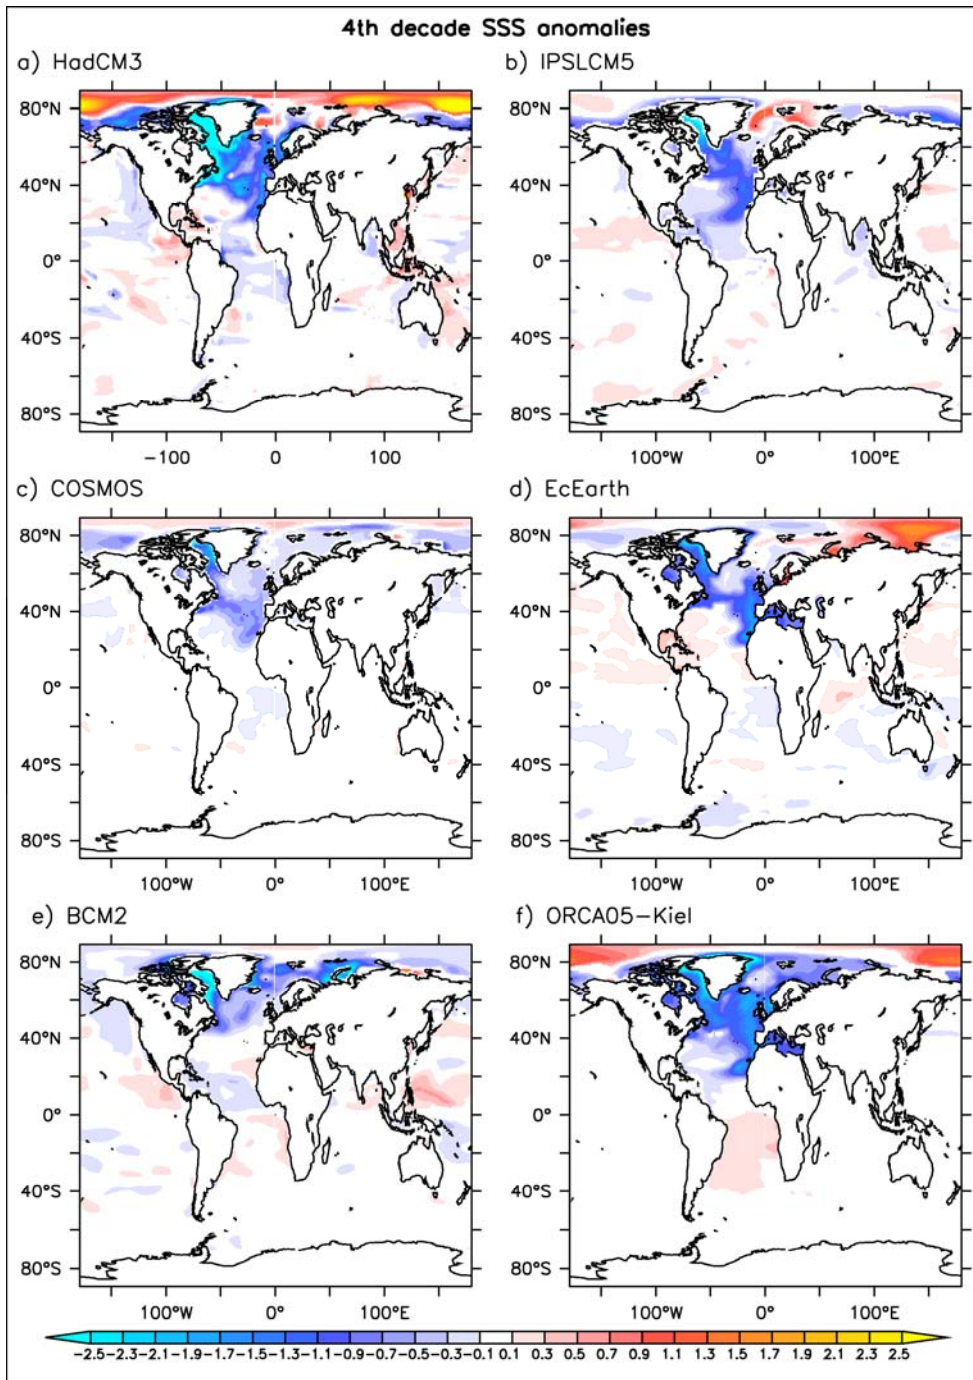 4th decade SSS anomalies
a) HadCM3
b) IPSLCM5
80°N
40°N
0°
40°S
80°S
-100
0
100
80°N
40°N
0°
40°S
80°S
100°W
0°
100°E
c) COSMOS
d) EcEarth
80°N
40°N
0°
40°S
80°S
100°W
0°
100°E
80°N
40°N
0°
40°S
80°S
100°W
0°
100°E
e) BCM2
f) ORCA05-Kiel
80°N
40°N
0°
40°S
80°S
100°W
0°
100°E
80°N
40°N
0°
40°S
80°S
100°W
0°
100°E
-2.5 -2.3 -2.1 -1.9 -1.7 -1.5 -1.3 -1.1 -0.9 -0.7 -0.5 -0.3 -0.1 0.1 0.3 0.5 0.7 0.9 1.1 1.3 1.5 1.7 1.9 2.1 2.3 2.5